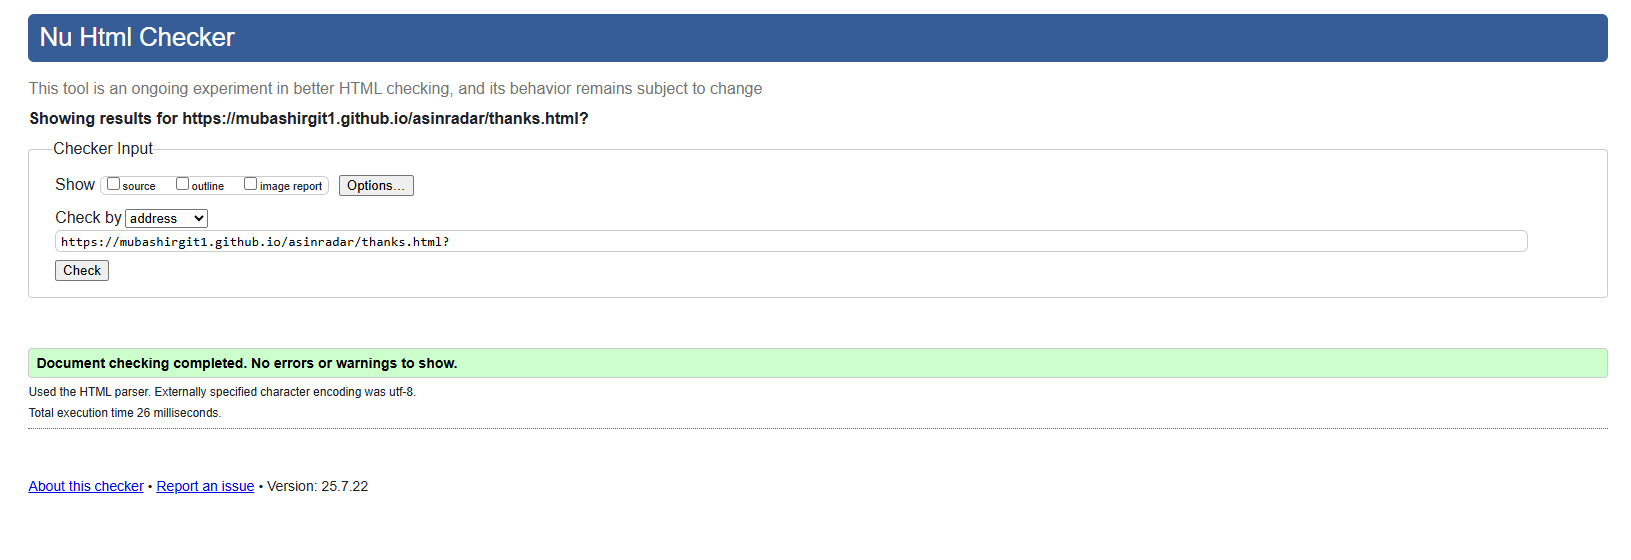 Nu Html Checker
This tool is an ongoing experiment in better HTML checking, and its behavior remains subject to change
Showing results for https://mubashirgit1.github.io/asinradar/thanks.html?
Checker Input
Show source outline image report Options...
Check by address
https://mubashirgit1.github.io/asinradar/thanks.html?
Check
Document checking completed. No errors or warnings to show.
Used the HTML parser. Externally specified character encoding was utf-8.
Total execution time 26 milliseconds.
About this checker • Report an issue • Version: 25.7.22